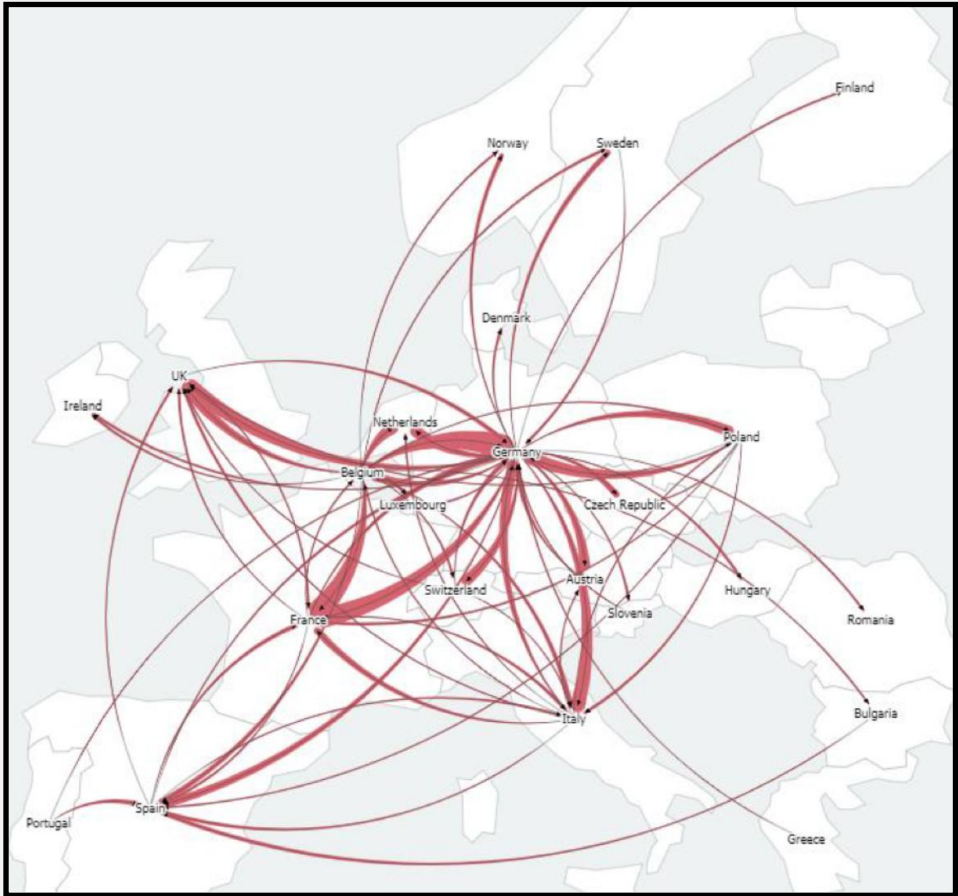 Finland
Norway
Sweden
Denmark
UK
Ireland
Netherlands
Poland
Germany
Belgium
Luxembourg
Czech Republic
Austria
Switzerland
Hungary
Slovenia
France
Romania
Bulgaria
Italy
Spain
Portugal
Greece